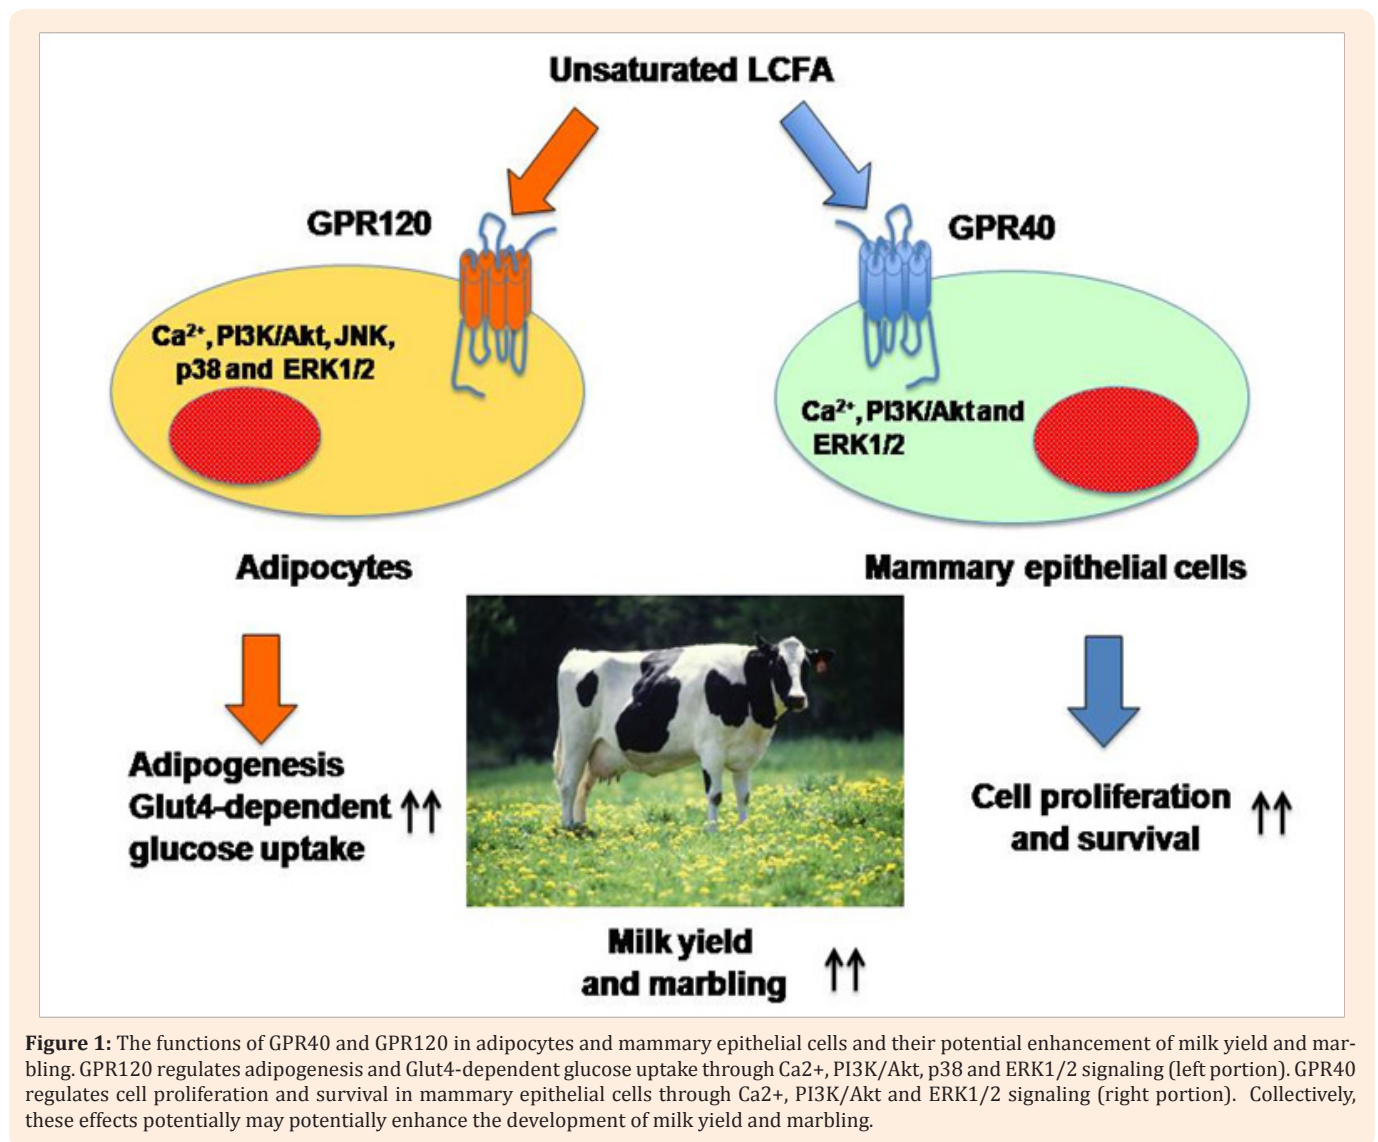 Unsaturated LCFA
GPR120
GPR40
Ca²⁺, PI3K/Akt, JNK,
p38 and ERK1/2
Ca²⁺, PI3K/Akt and
ERK1/2
Adipocytes
Mammary epithelial cells
Adipogenesis
Glut4-dependent ↑↑
glucose uptake
Cell proliferation ↑↑
and survival
Milk yield
and marbling ↑↑
Figure 1: The functions of GPR40 and GPR120 in adipocytes and mammary epithelial cells and their potential enhancement of milk yield and mar-
bling. GPR120 regulates adipogenesis and Glut4-dependent glucose uptake through Ca2+, PI3K/Akt, p38 and ERK1/2 signaling (left portion). GPR40
regulates cell proliferation and survival in mammary epithelial cells through Ca2+, PI3K/Akt and ERK1/2 signaling (right portion). Collectively,
these effects potentially may potentially enhance the development of milk yield and marbling.